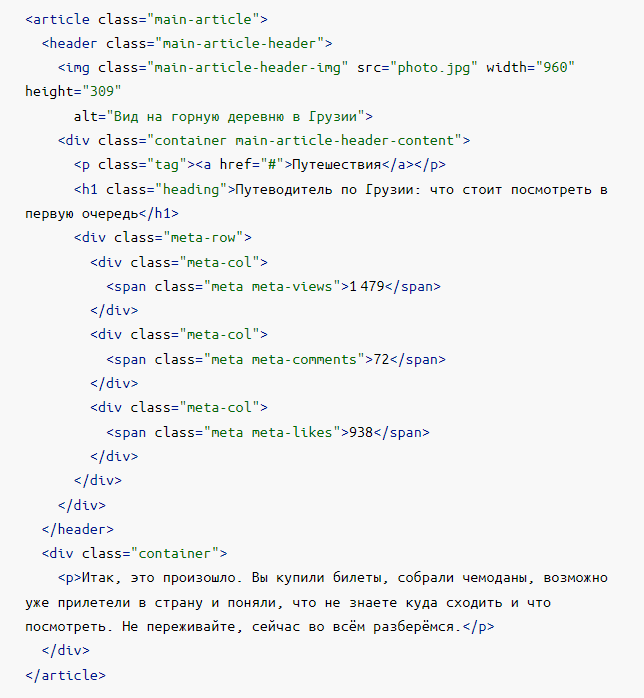 <article class="main-article">
  <header class="main-article-header">
    <img class="main-article-header-img" src="photo.jpg" width="960"
height="309"
      alt="Вид на горную деревню в Грузии">
    <div class="container main-article-header-content">
      <p class="tag"><a href="#">Путешествия</a></p>
      <h1 class="heading">Путеводитель по Грузии: что стоит посмотреть в
первую очередь</h1>
      <div class="meta-row">
        <div class="meta-col">
          <span class="meta meta-views">1 479</span>
        </div>
        <div class="meta-col">
          <span class="meta meta-comments">72</span>
        </div>
        <div class="meta-col">
          <span class="meta meta-likes">938</span>
        </div>
      </div>
    </div>
  </header>
  <div class="container">
    <p>Итак, это произошло. Вы купили билеты, собрали чемоданы, возможно
уже прилетели в страну и поняли, что не знаете куда сходить и что
посмотреть. Не переживайте, сейчас во всём разберёмся.</p>
  </div>
</article>